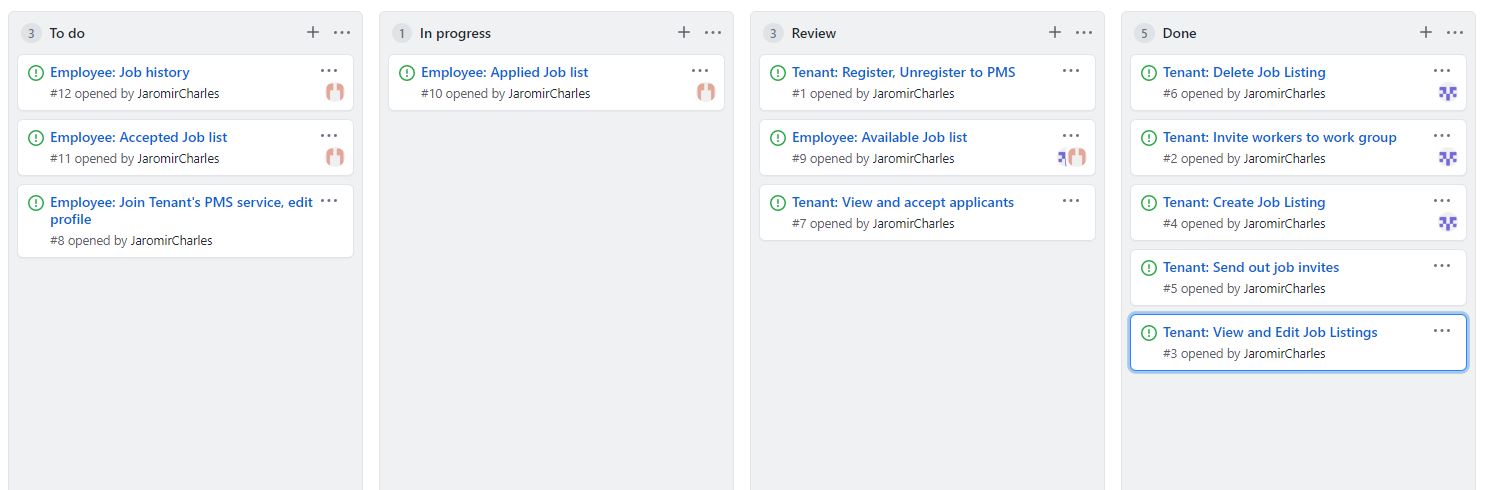 3 To do
Employee: Job history
#12 opened by JaromirCharles
Employee: Accepted Job list
#11 opened by JaromirCharles
Employee: Join Tenant's PMS service, edit
profile
#8 opened by JaromirCharles
1 In progress
Employee: Applied Job list
#10 opened by JaromirCharles
3 Review
Tenant: Register, Unregister to PMS
#1 opened by JaromirCharles
Employee: Available Job list
#9 opened by JaromirCharles
Tenant: View and accept applicants
#7 opened by JaromirCharles
5 Done
Tenant: Delete Job Listing
#6 opened by JaromirCharles
Tenant: Invite workers to work group
#2 opened by JaromirCharles
Tenant: Create Job Listing
#4 opened by JaromirCharles
Tenant: Send out job invites
#5 opened by JaromirCharles
Tenant: View and Edit Job Listings
#3 opened by JaromirCharles